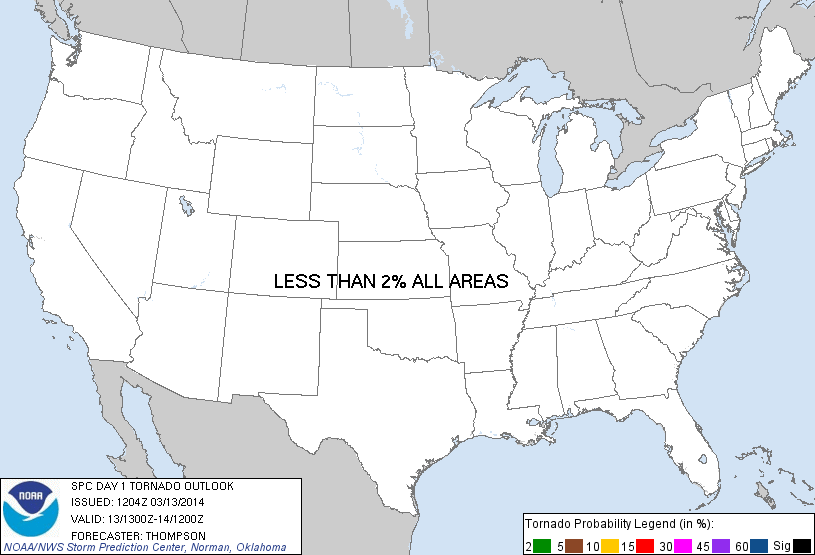 LESS THAN 2% ALL AREAS
NOAA
SPC DAY 1 TORNADO OUTLOOK
ISSUED: 1204Z 03/13/2014
VALID: 13/1300Z-14/1200Z
FORECASTER: THOMPSON
NOAA/NWS Storm Prediction Center, Norman, Oklahoma
Tornado Probability Legend (in %):
2 5 10 15 30 45 60 Sig